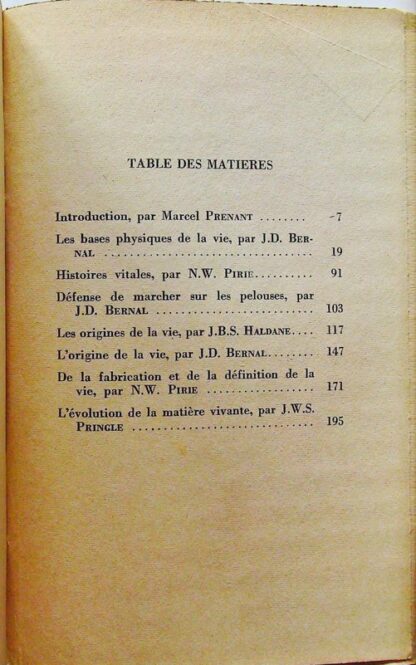 TABLE DES MATIERES
Introduction, par Marcel PRENANT ........ 7
Les bases physiques de la vie, par J.D. BER-
NAL .................................. 19
Histoires vitales, par N.W. PIRIE.......... 91
Défense de marcher sur les pelouses, par
J.D. BERNAL ........................ 103
Les origines de la vie, par J.B.S. HALDANE.... 117
L'origine de la vie, par J.D. BERNAL........ 147
De la fabrication et de la définition de la
vie, par N.W. PIRIE ................ 171
L'évolution de la matière vivante, par J.W.S.
PRINGLE ............................ 195